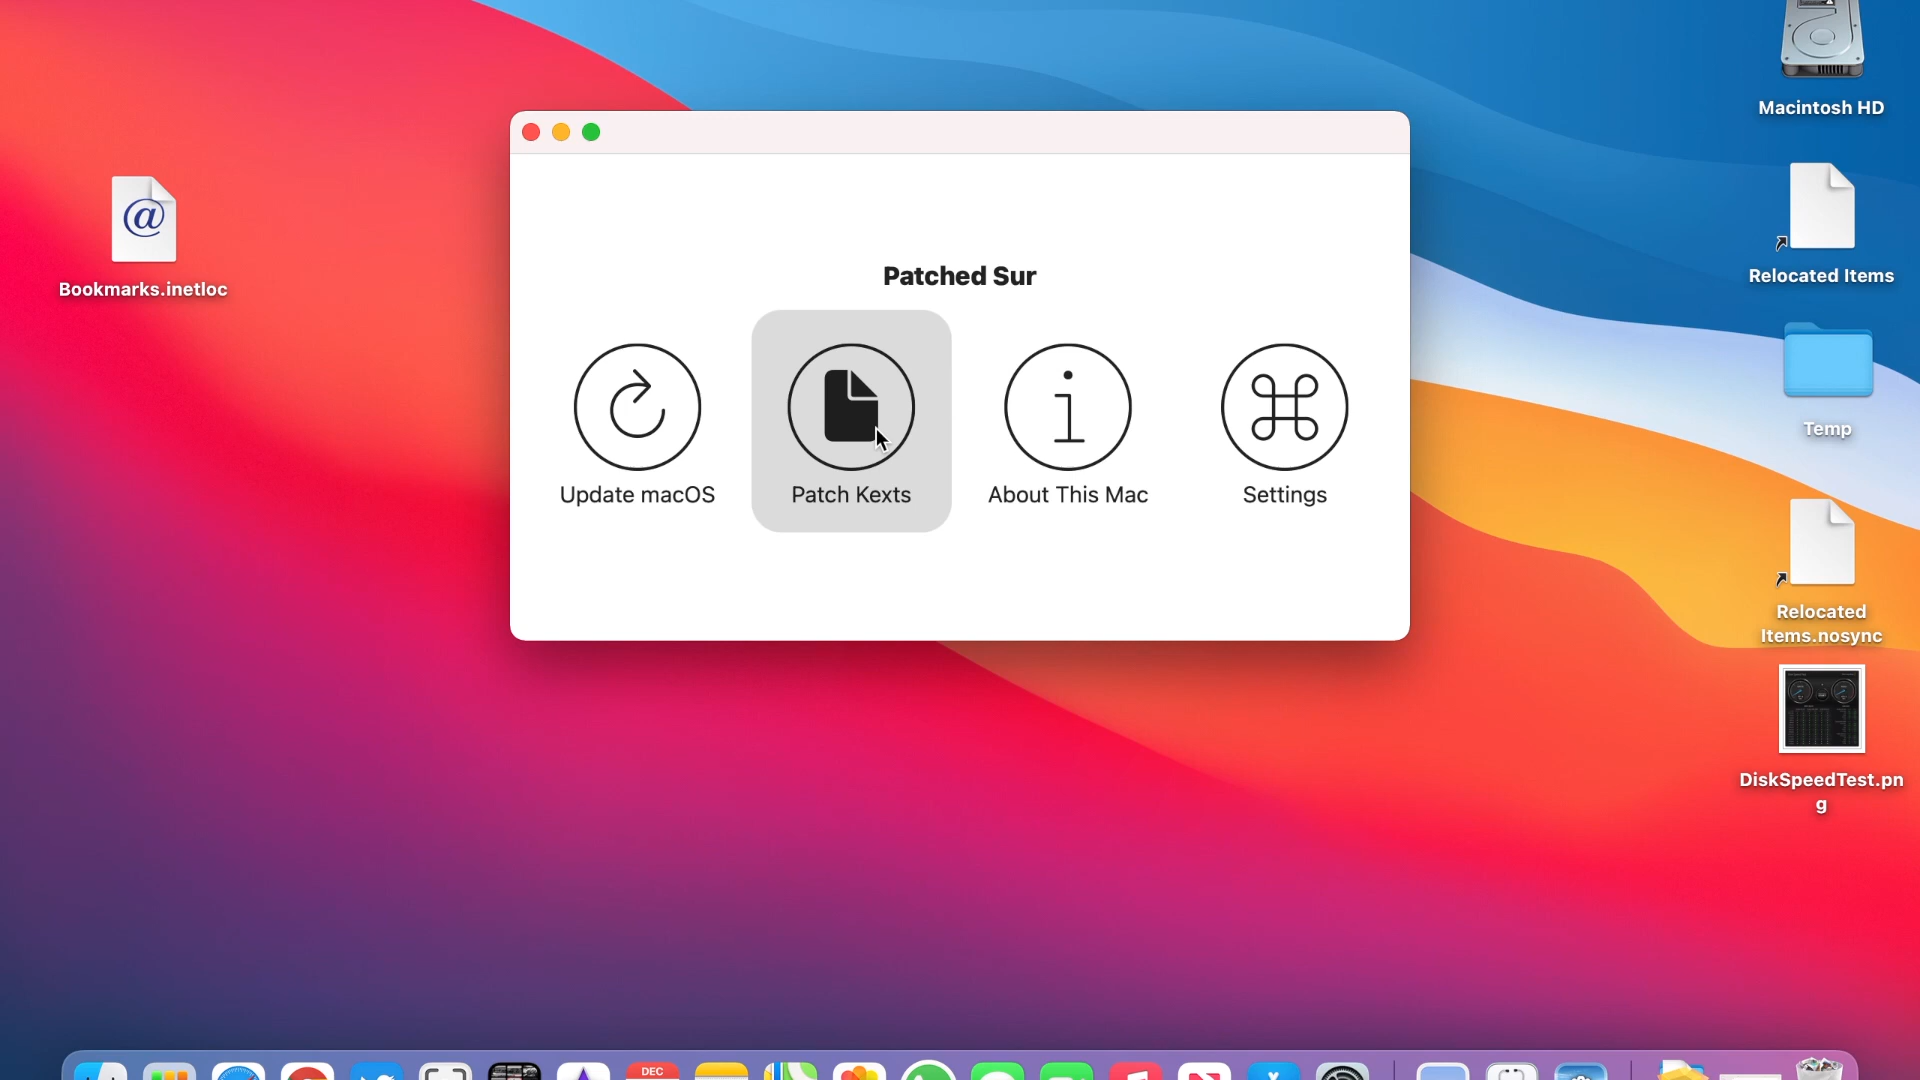 Macintosh HD
Bookmarks.inetloc
Relocated Items
Patched Sur
Update macOS
Patch Kexts
About This Mac
Settings
Temp
Relocated
Items.nosync
DiskSpeedTest.pn
g
DEC